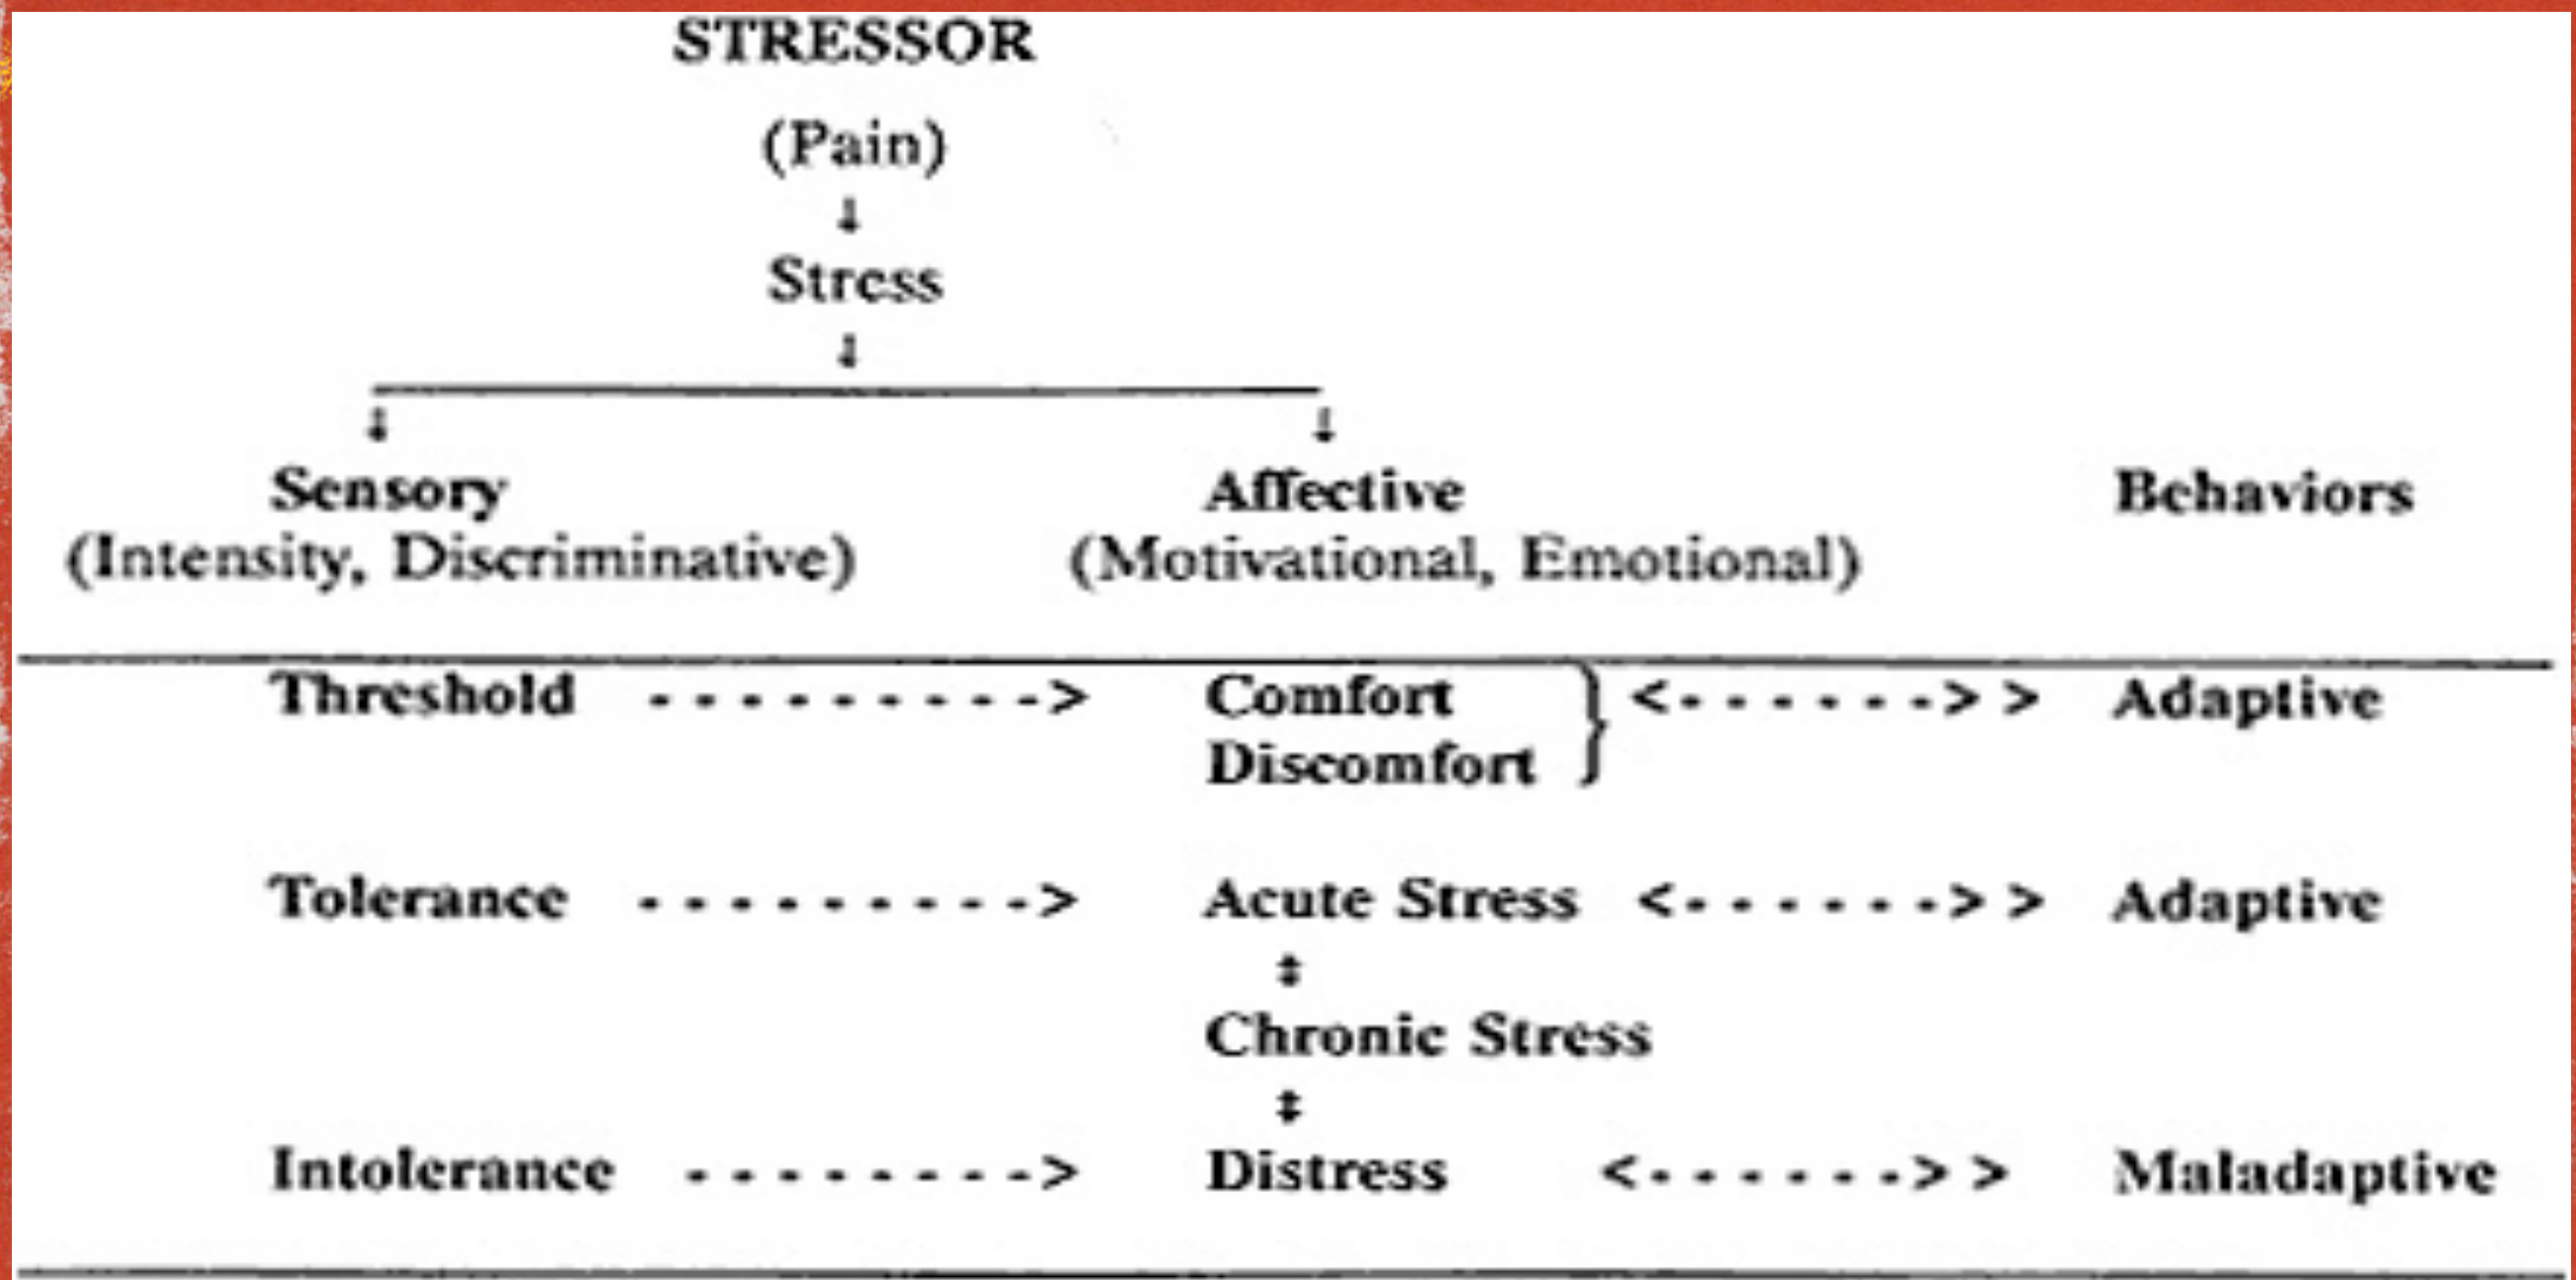 STRESSOR
(Pain)
↓
Stress
↓
↓ ↓
Sensory Affective Behaviors
(Intensity, Discriminative) (Motivational, Emotional)
Threshold - - - - - - - - -> Comfort } <- - - - - -> > Adaptive
Discomfort
Tolerance - - - - - - - - -> Acute Stress <- - - - - -> > Adaptive
↕
Chronic Stress
↕
Intolerance - - - - - - - -> Distress <- - - - - -> > Maladaptive